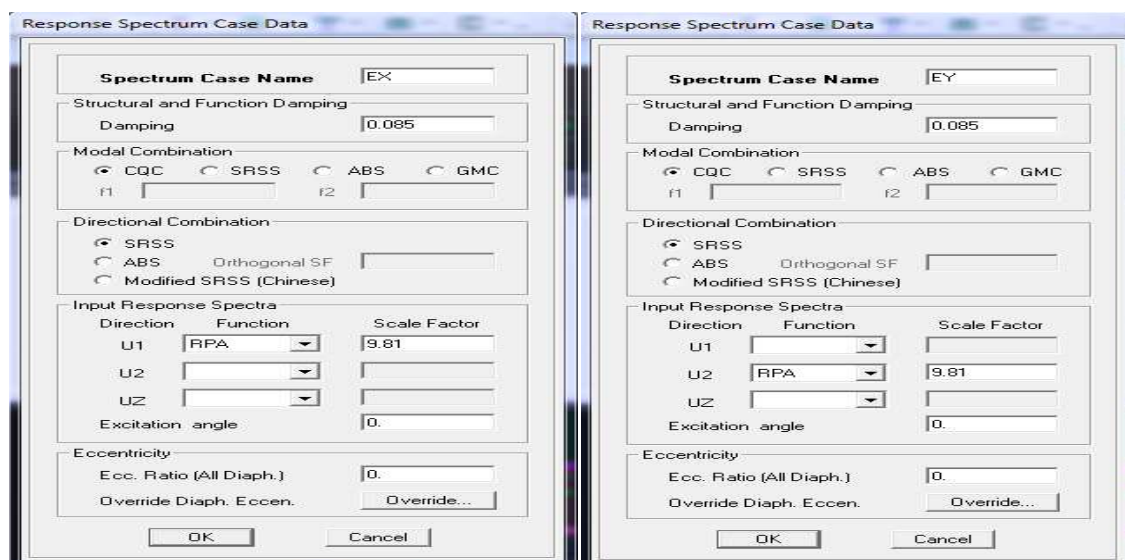 Response Spectrum Case Data
Spectrum Case Name EX
Structural and Function Damping
Damping 0.085
Modal Combination
CQC SRSS ABS GMC
f1 f2
Directional Combination
SRSS
ABS Orthogonal SF
Modified SRSS (Chinese)
Input Response Spectra
Direction Function Scale Factor
U1 RPA 9.81
U2
UZ
Excitation angle 0.
Eccentricity
Ecc. Ratio (All Diaph.) 0.
Override Diaph. Eccen. Override...
OK Cancel
Response Spectrum Case Data
Spectrum Case Name EY
Structural and Function Damping
Damping 0.085
Modal Combination
CQC SRSS ABS GMC
f1 f2
Directional Combination
SRSS
ABS Orthogonal SF
Modified SRSS (Chinese)
Input Response Spectra
Direction Function Scale Factor
U1
U2 RPA 9.81
UZ
Excitation angle 0.
Eccentricity
Ecc. Ratio (All Diaph.) 0.
Override Diaph. Eccen. Override...
OK Cancel